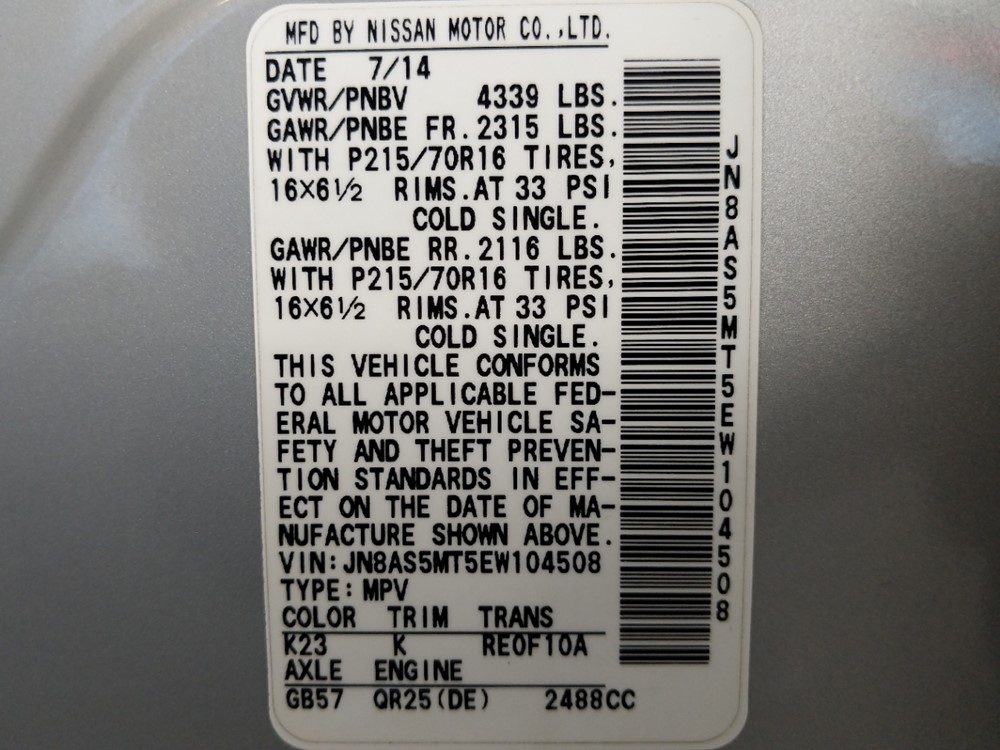 MFD BY NISSAN MOTOR CO.,LTD.
DATE 7/14
GVWR/PNBV 4339 LBS.
GAWR/PNBE FR.2315 LBS.
WITH P215/70R16 TIRES,
16×6½ RIMS.AT 33 PSI
COLD SINGLE.
GAWR/PNBE RR.2116 LBS.
WITH P215/70R16 TIRES,
16×6½ RIMS.AT 33 PSI
COLD SINGLE.
THIS VEHICLE CONFORMS
TO ALL APPLICABLE FED-
ERAL MOTOR VEHICLE SA-
FETY AND THEFT PREVEN-
TION STANDARDS IN EFF-
ECT ON THE DATE OF MA-
NUFACTURE SHOWN ABOVE.
VIN:JN8AS5MT5EW104508
TYPE:MPV
COLOR TRIM TRANS
K23 K RE0F10A
AXLE ENGINE
GB57 QR25(DE) 2488CC
JN8AS5MT5EW104508